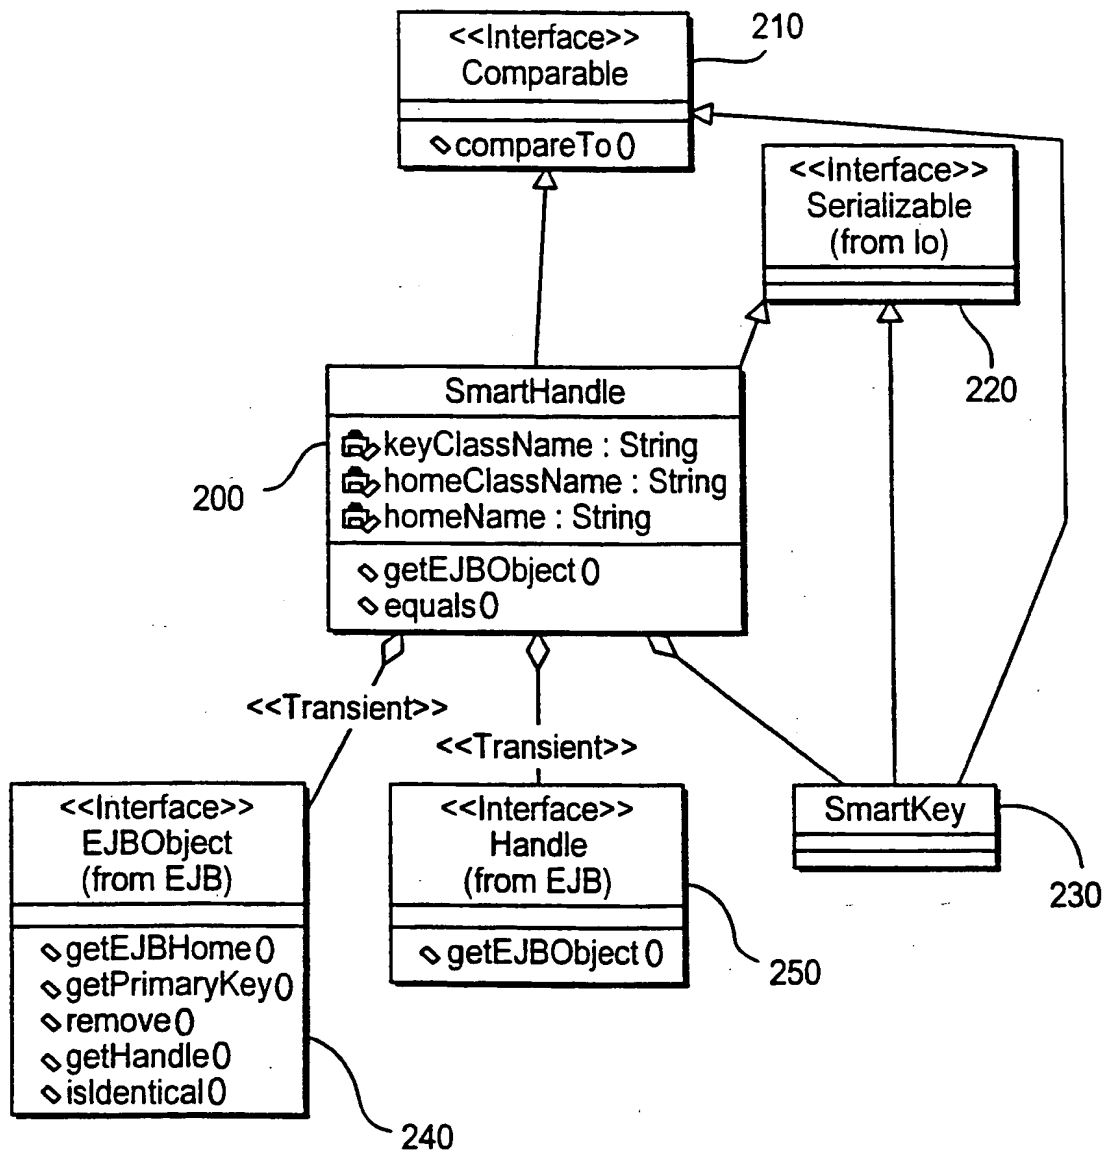 210
<<Interface>>
Comparable
compareTo()
<<Interface>>
Serializable
(from Io)
220
SmartHandle
keyClassName : String
homeClassName : String
homeName : String
200
getEJBObject()
equals()
<<Transient>>
<<Transient>>
<<Interface>>
EJBObject
(from EJB)
getEJBHome()
getPrimaryKey()
remove()
getHandle()
isIdentical()
240
<<Interface>>
Handle
(from EJB)
getEJBObject()
250
SmartKey
230